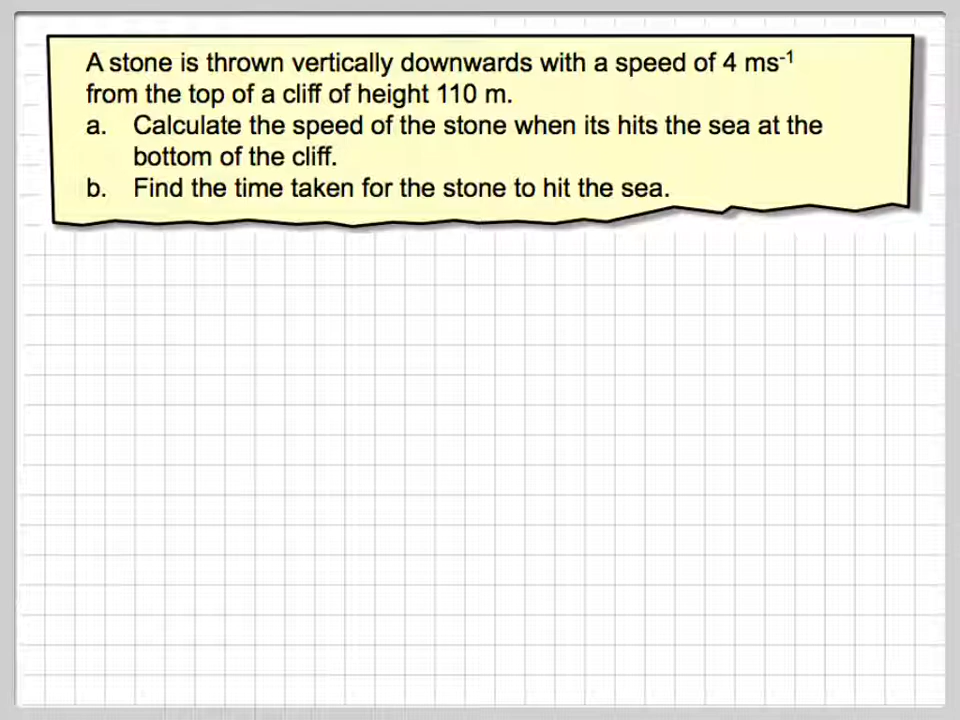 A stone is thrown vertically downwards with a speed of 4 ms⁻¹
from the top of a cliff of height 110 m.
a. Calculate the speed of the stone when its hits the sea at the
bottom of the cliff.
b. Find the time taken for the stone to hit the sea.